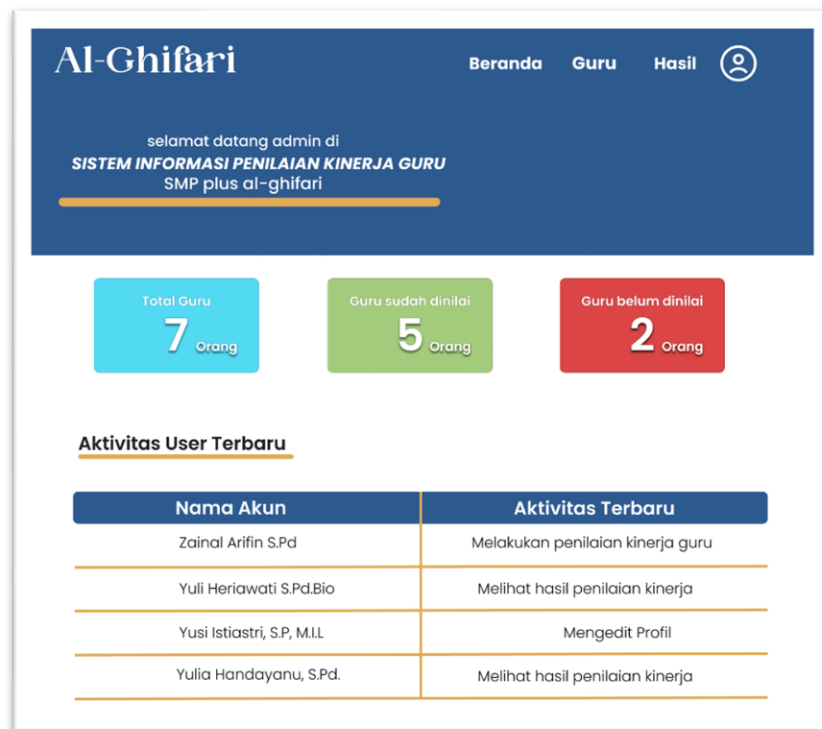 Al-Ghifari
Beranda Guru Hasil
selamat datang admin di
SISTEM INFORMASI PENILAIAN KINERJA GURU
SMP plus al-ghifari
Total Guru
7 Orang
Guru sudah dinilai
5 Orang
Guru belum dinilai
2 Orang
Aktivitas User Terbaru
Nama Akun Aktivitas Terbaru
Zainal Arifin S.Pd Melakukan penilaian kinerja guru
Yuli Heriawati S.Pd.Bio Melihat hasil penilaian kinerja
Yusi Istiastri, S.P, M.I.L Mengedit Profil
Yulia Handayanu, S.Pd. Melihat hasil penilaian kinerja